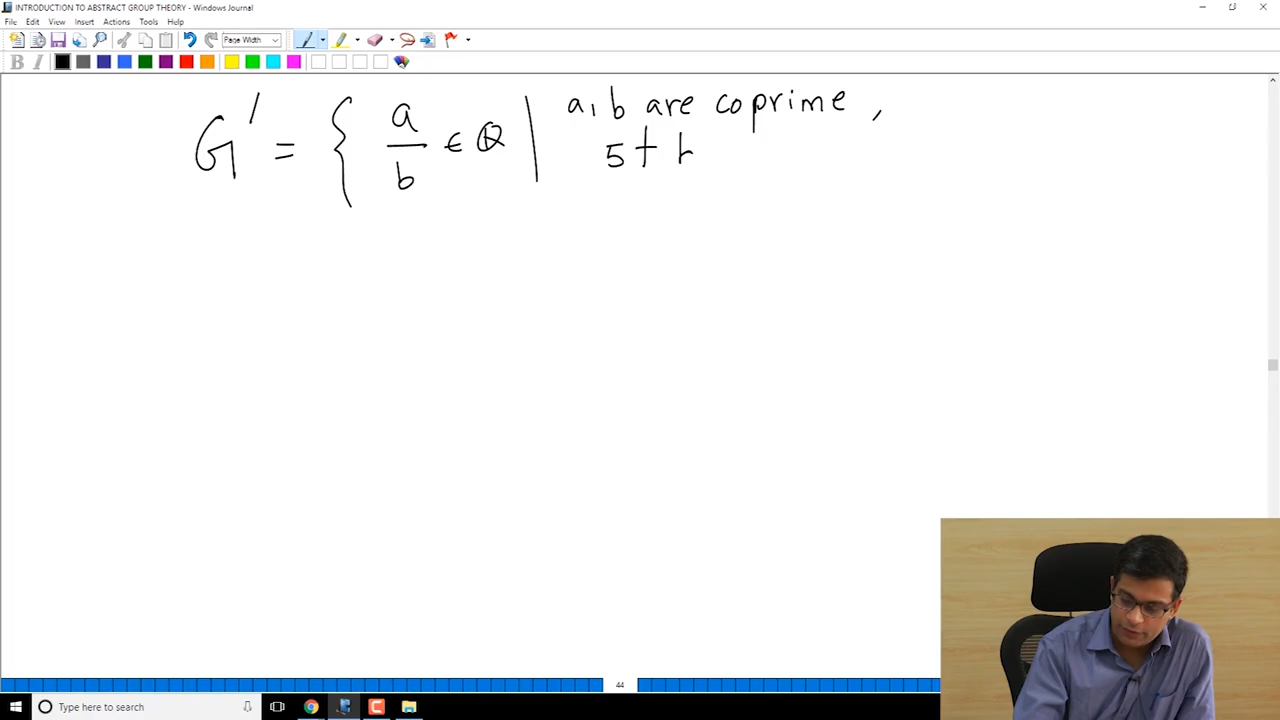 INTRODUCTION TO ABSTRACT GROUP THEORY - Windows Journal
File Edit View Insert Actions Tools Help
Page Width
B I
G' = { a/b ∈ ℚ | a, b are coprime ,
5 ∤
44
Type here to search